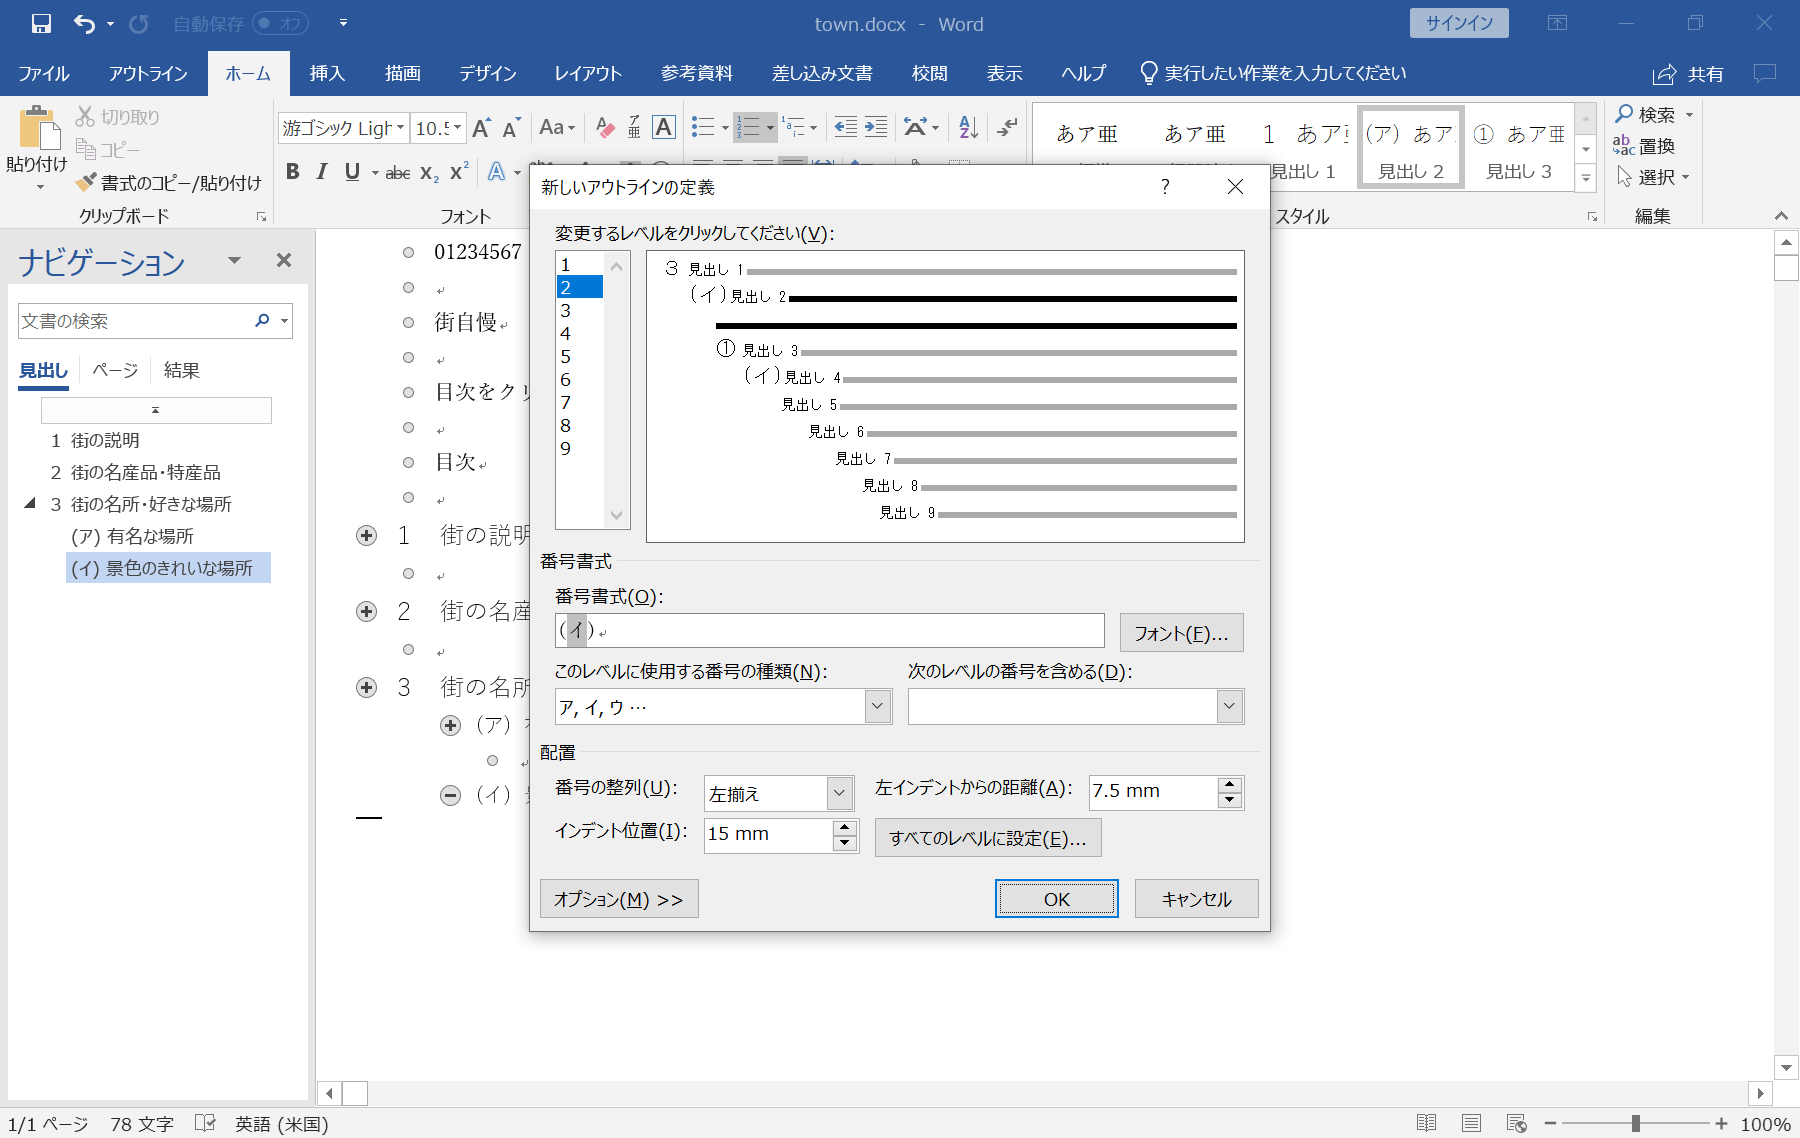 自動保存 オフ
town.docx - Word
サインイン
ファイル アウトライン ホーム 挿入 描画 デザイン レイアウト 参考資料 差し込み文書 校閲 表示 ヘルプ 実行したい作業を入力してください 共有
貼り付け
切り取り
コピー
書式のコピー/貼り付け
クリップボード
游ゴシック Ligh 10.5
Aa A ア亜 A
B I U abc x₂ x² A
フォント
あア亜 あア亜 1 あア亜 (ア) あア ① あア亜
見出し 1 見出し 2 見出し 3
スタイル
検索
置換
選択
編集
ナビゲーション
文書の検索
見出し ページ 結果
1 街の説明
2 街の名産品・特産品
3 街の名所・好きな場所
(ア) 有名な場所
(イ) 景色のきれいな場所
01234567
街自慢
目次をクリ
目次
1 街の説明
2 街の名産
3 街の名所
(ア)
(イ)
新しいアウトラインの定義 ?
変更するレベルをクリックしてください(V):
1
2
3
4
5
6
7
8
9
3 見出し 1
(イ) 見出し 2
① 見出し 3
(イ) 見出し 4
見出し 5
見出し 6
見出し 7
見出し 8
見出し 9
番号書式
番号書式(O):
(イ)
フォント(F)...
このレベルに使用する番号の種類(N): 次のレベルの番号を含める(D):
ア, イ, ウ …
配置
番号の整列(U): 左揃え 左インデントからの距離(A): 7.5 mm
インデント位置(I): 15 mm すべてのレベルに設定(E)...
オプション(M) >> OK キャンセル
1/1 ページ 78 文字 英語 (米国) 100%